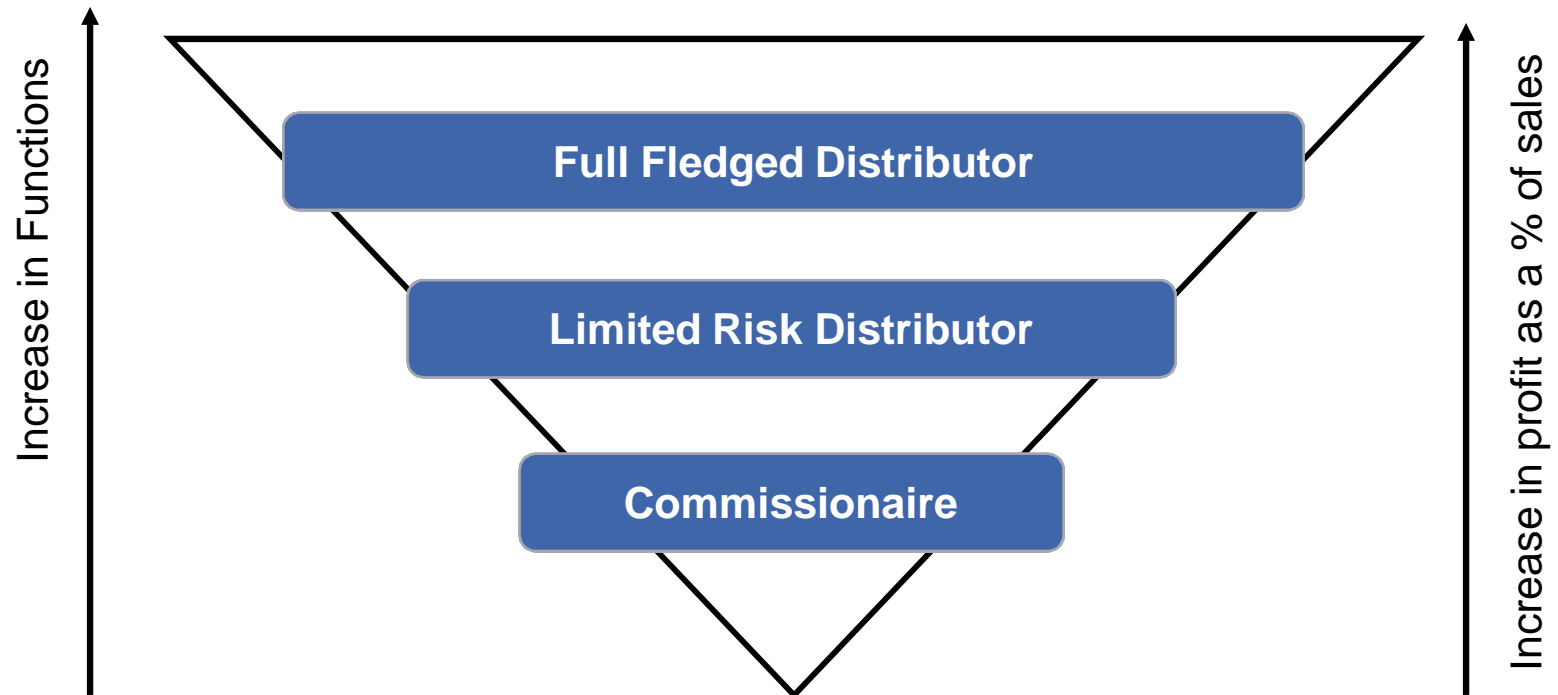 Increase in Functions
Full Fledged Distributor
Limited Risk Distributor
Commissionaire
Increase in profit as a % of sales